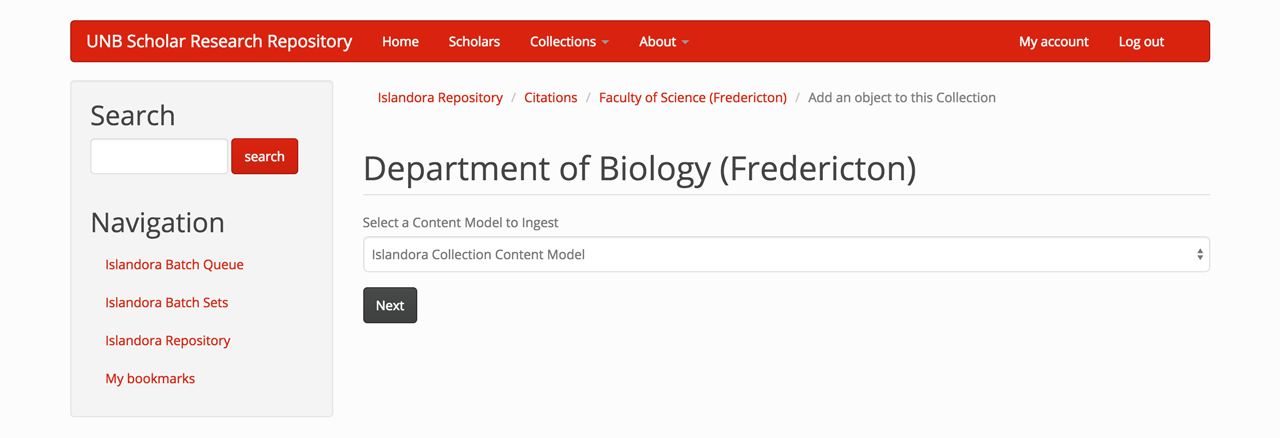 UNB Scholar Research Repository Home Scholars Collections About My account Log out
Search
search
Navigation
Islandora Batch Queue
Islandora Batch Sets
Islandora Repository
My bookmarks
Islandora Repository / Citations / Faculty of Science (Fredericton) / Add an object to this Collection
Department of Biology (Fredericton)
Select a Content Model to Ingest
Islandora Collection Content Model
Next